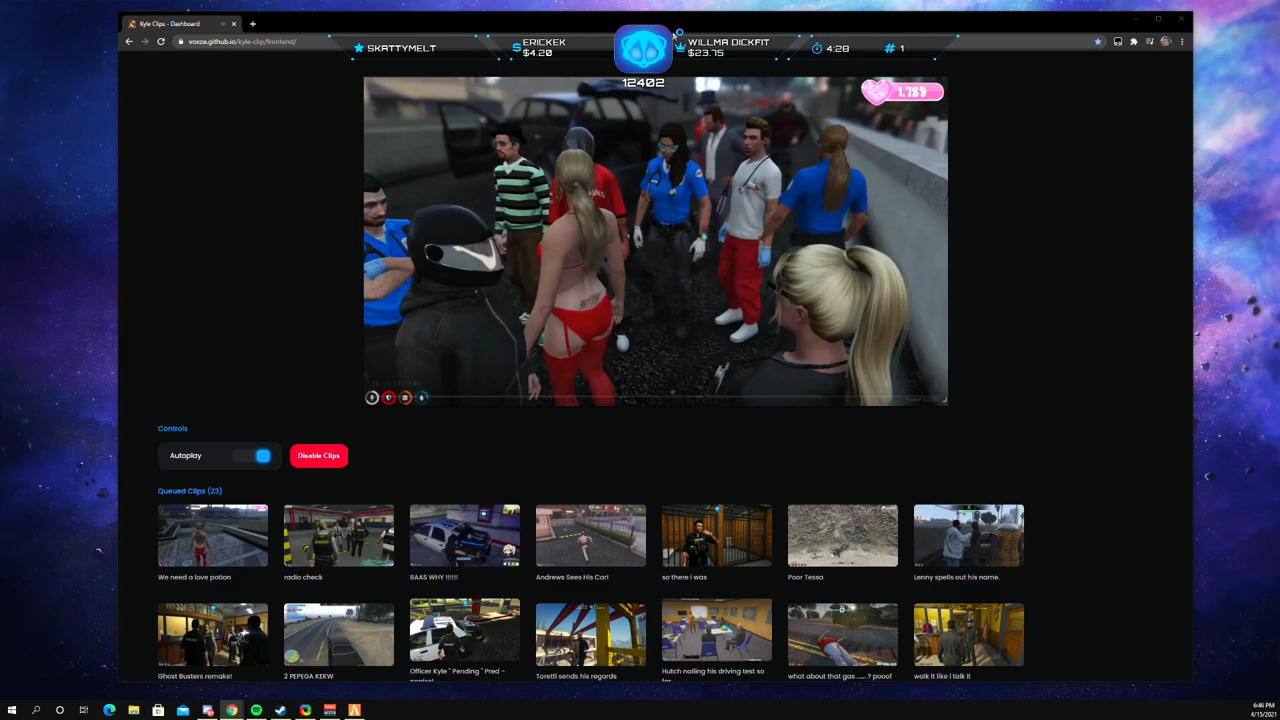 Kyle Clips - Dashboard
voxze.github.io/kyle-clip/frontend/
SKATTYMELT
ERICKEK
$4.20
WILLMA DICKFIT
$23.75
4:28
# 1
12402
1.789
Controls
Autoplay
Disable Clips
Queued Clips (23)
We need a love potion
radio check
BAAS WHY !!!!!!
Andrews Sees His Car!
so there i was
Poor Tessa
Lenny spells out his name.
Ghost Busters remake!
2 PEPEGA KEKW
Officer Kyle " Pending " Pred -
Toretti sends his regards
Hutch nailing his driving test so
what about that gas ...... ? pooof
walk it like i talk it
6:46 PM
4/15/2021